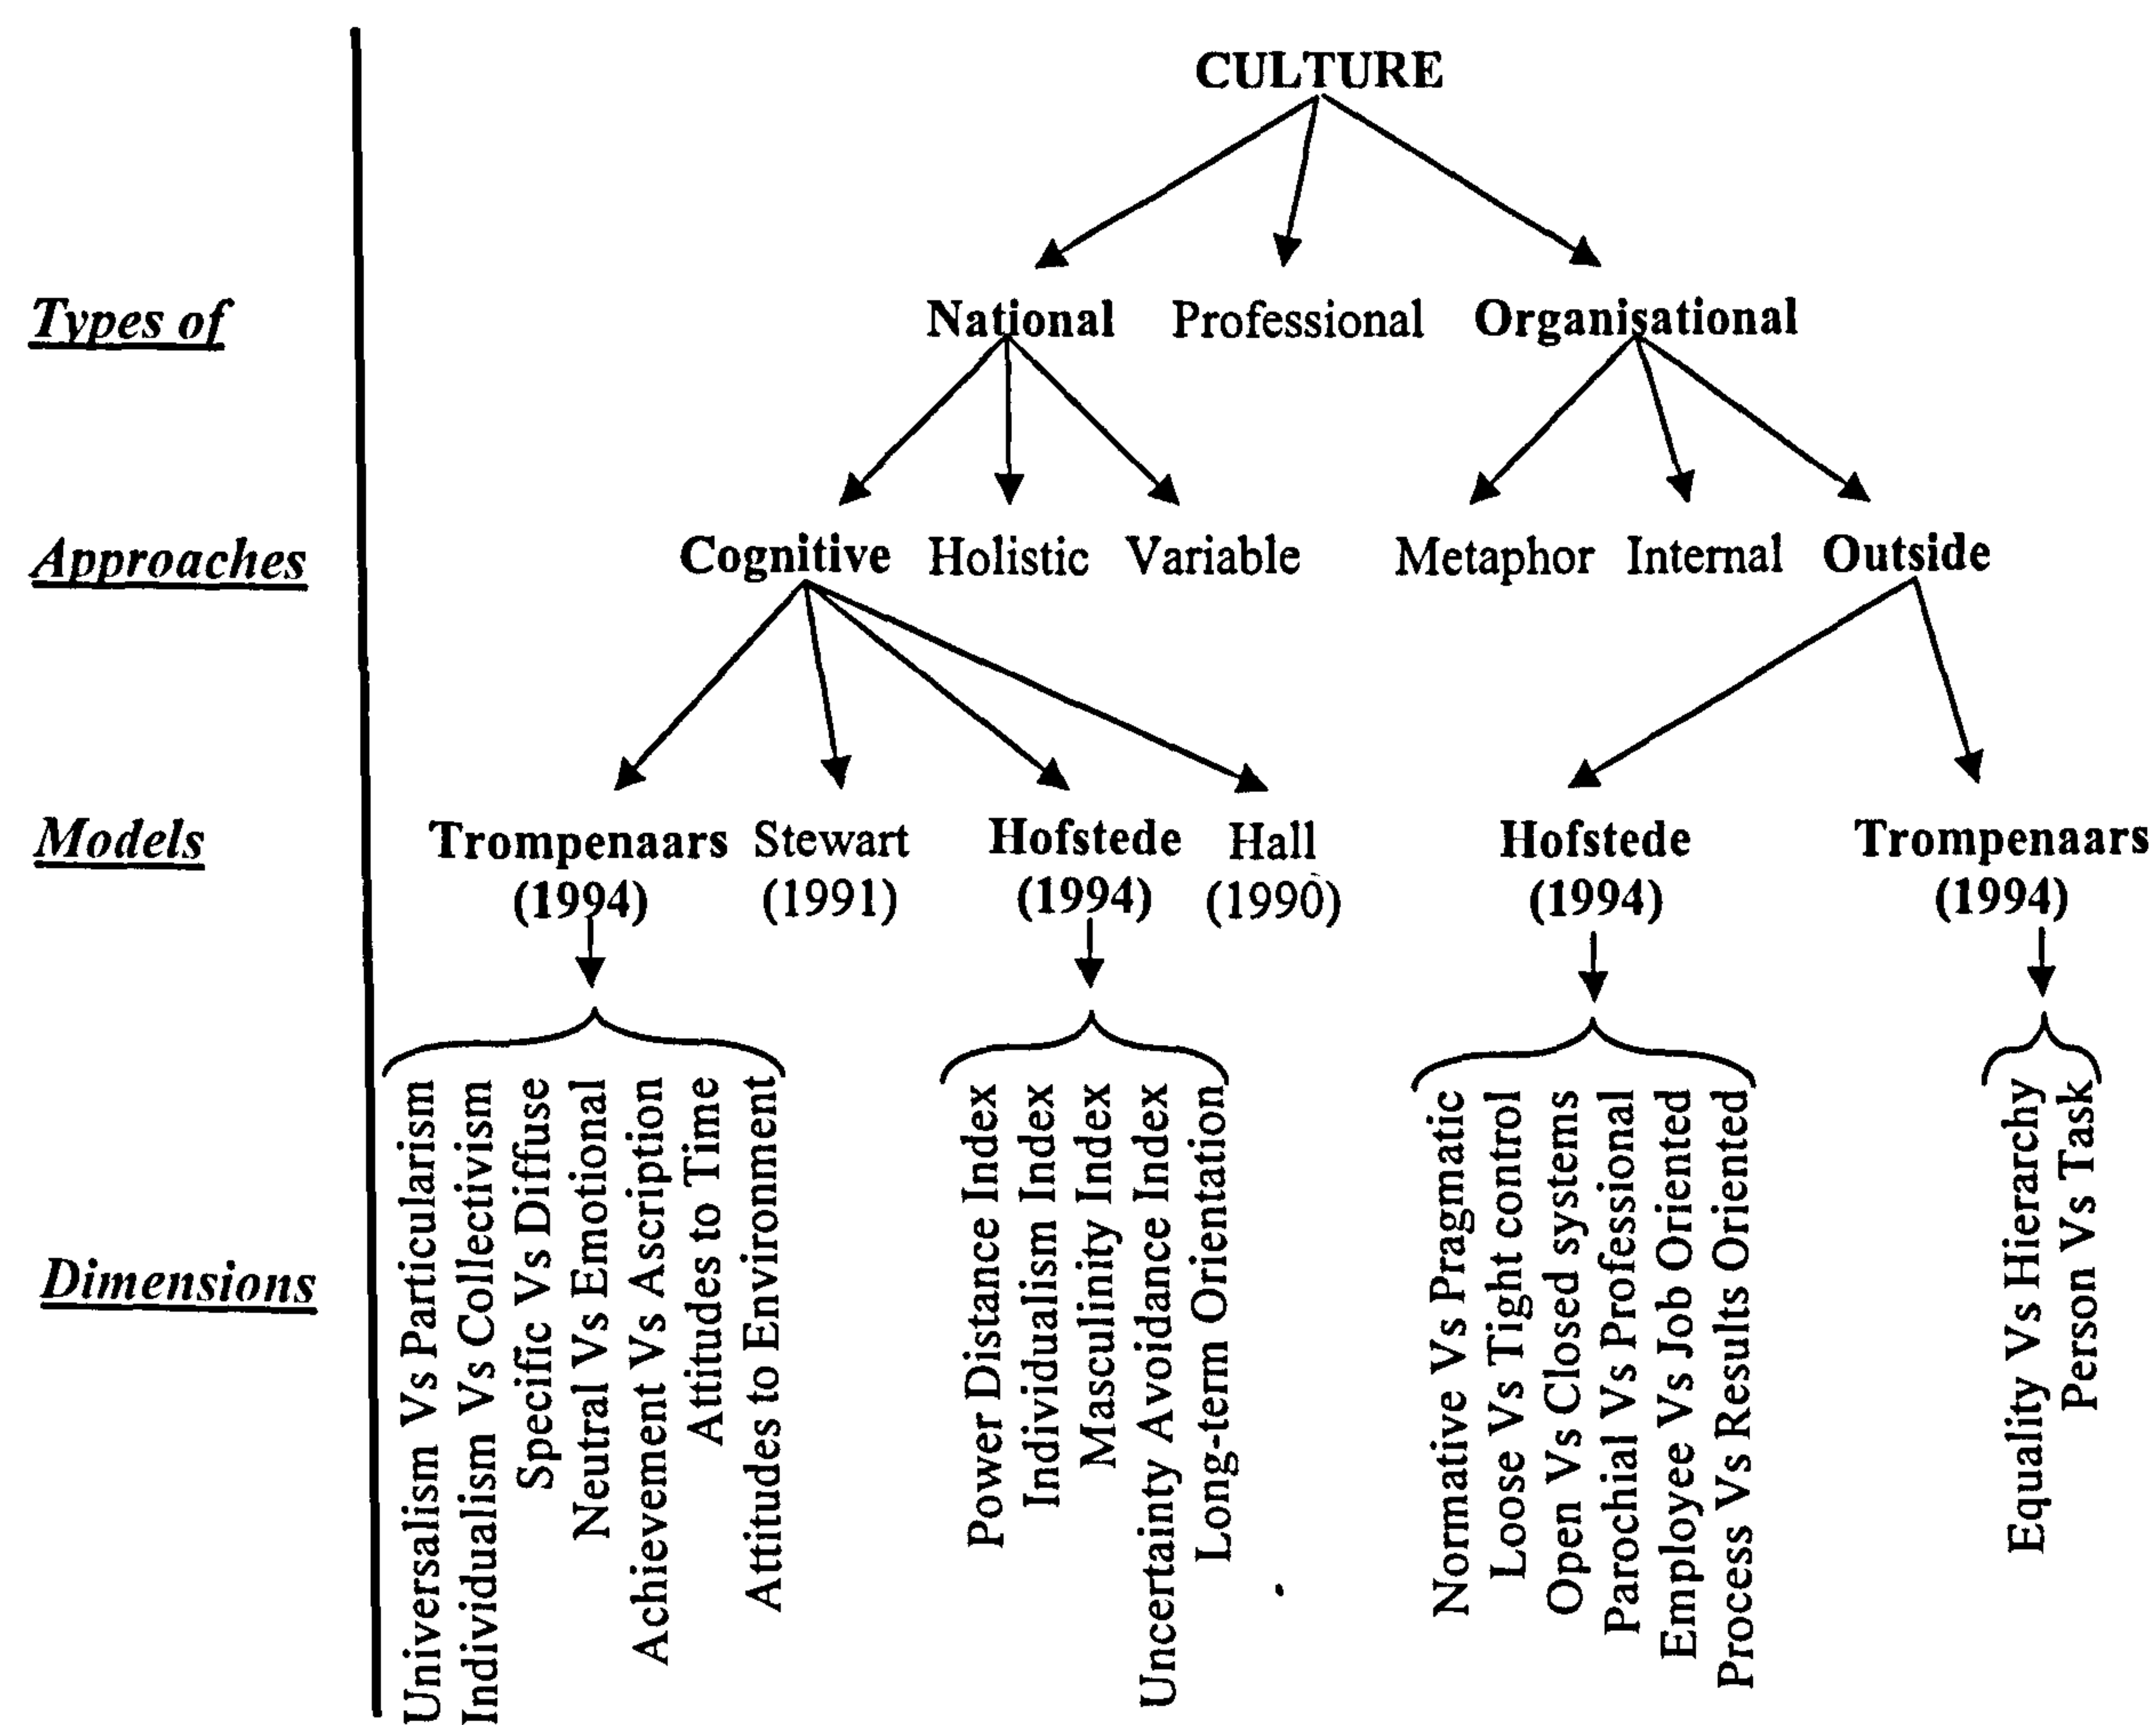 CULTURE
Types of
National Professional Organisational
Approaches
Cognitive Holistic Variable Metaphor Internal Outside
Models
Trompenaars Stewart Hofstede Hall Hofstede Trompenaars
(1994) (1991) (1994) (1990) (1994) (1994)
Dimensions
Universalism Vs Particularism
Individualism Vs Collectivism
Specific Vs Diffuse
Neutral Vs Emotional
Achievement Vs Ascription
Attitudes to Time
Attitudes to Environment
Power Distance Index
Individualism Index
Masculinity Index
Uncertainty Avoidance Index
Long-term Orientation
Normative Vs Pragmatic
Loose Vs Tight control
Open Vs Closed systems
Parochial Vs Professional
Employee Vs Job Oriented
Process Vs Results Oriented
Equality Vs Hierarchy
Person Vs Task